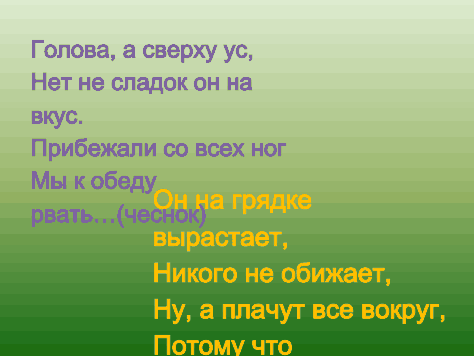 Голова, а сверху ус,
Нет не сладок он на
вкус.
Прибежали со всех ног
Мы к обеду
рвать…(чеснок)
Он на грядке
вырастает,
Никого не обижает,
Ну, а плачут все вокруг,
Потому что